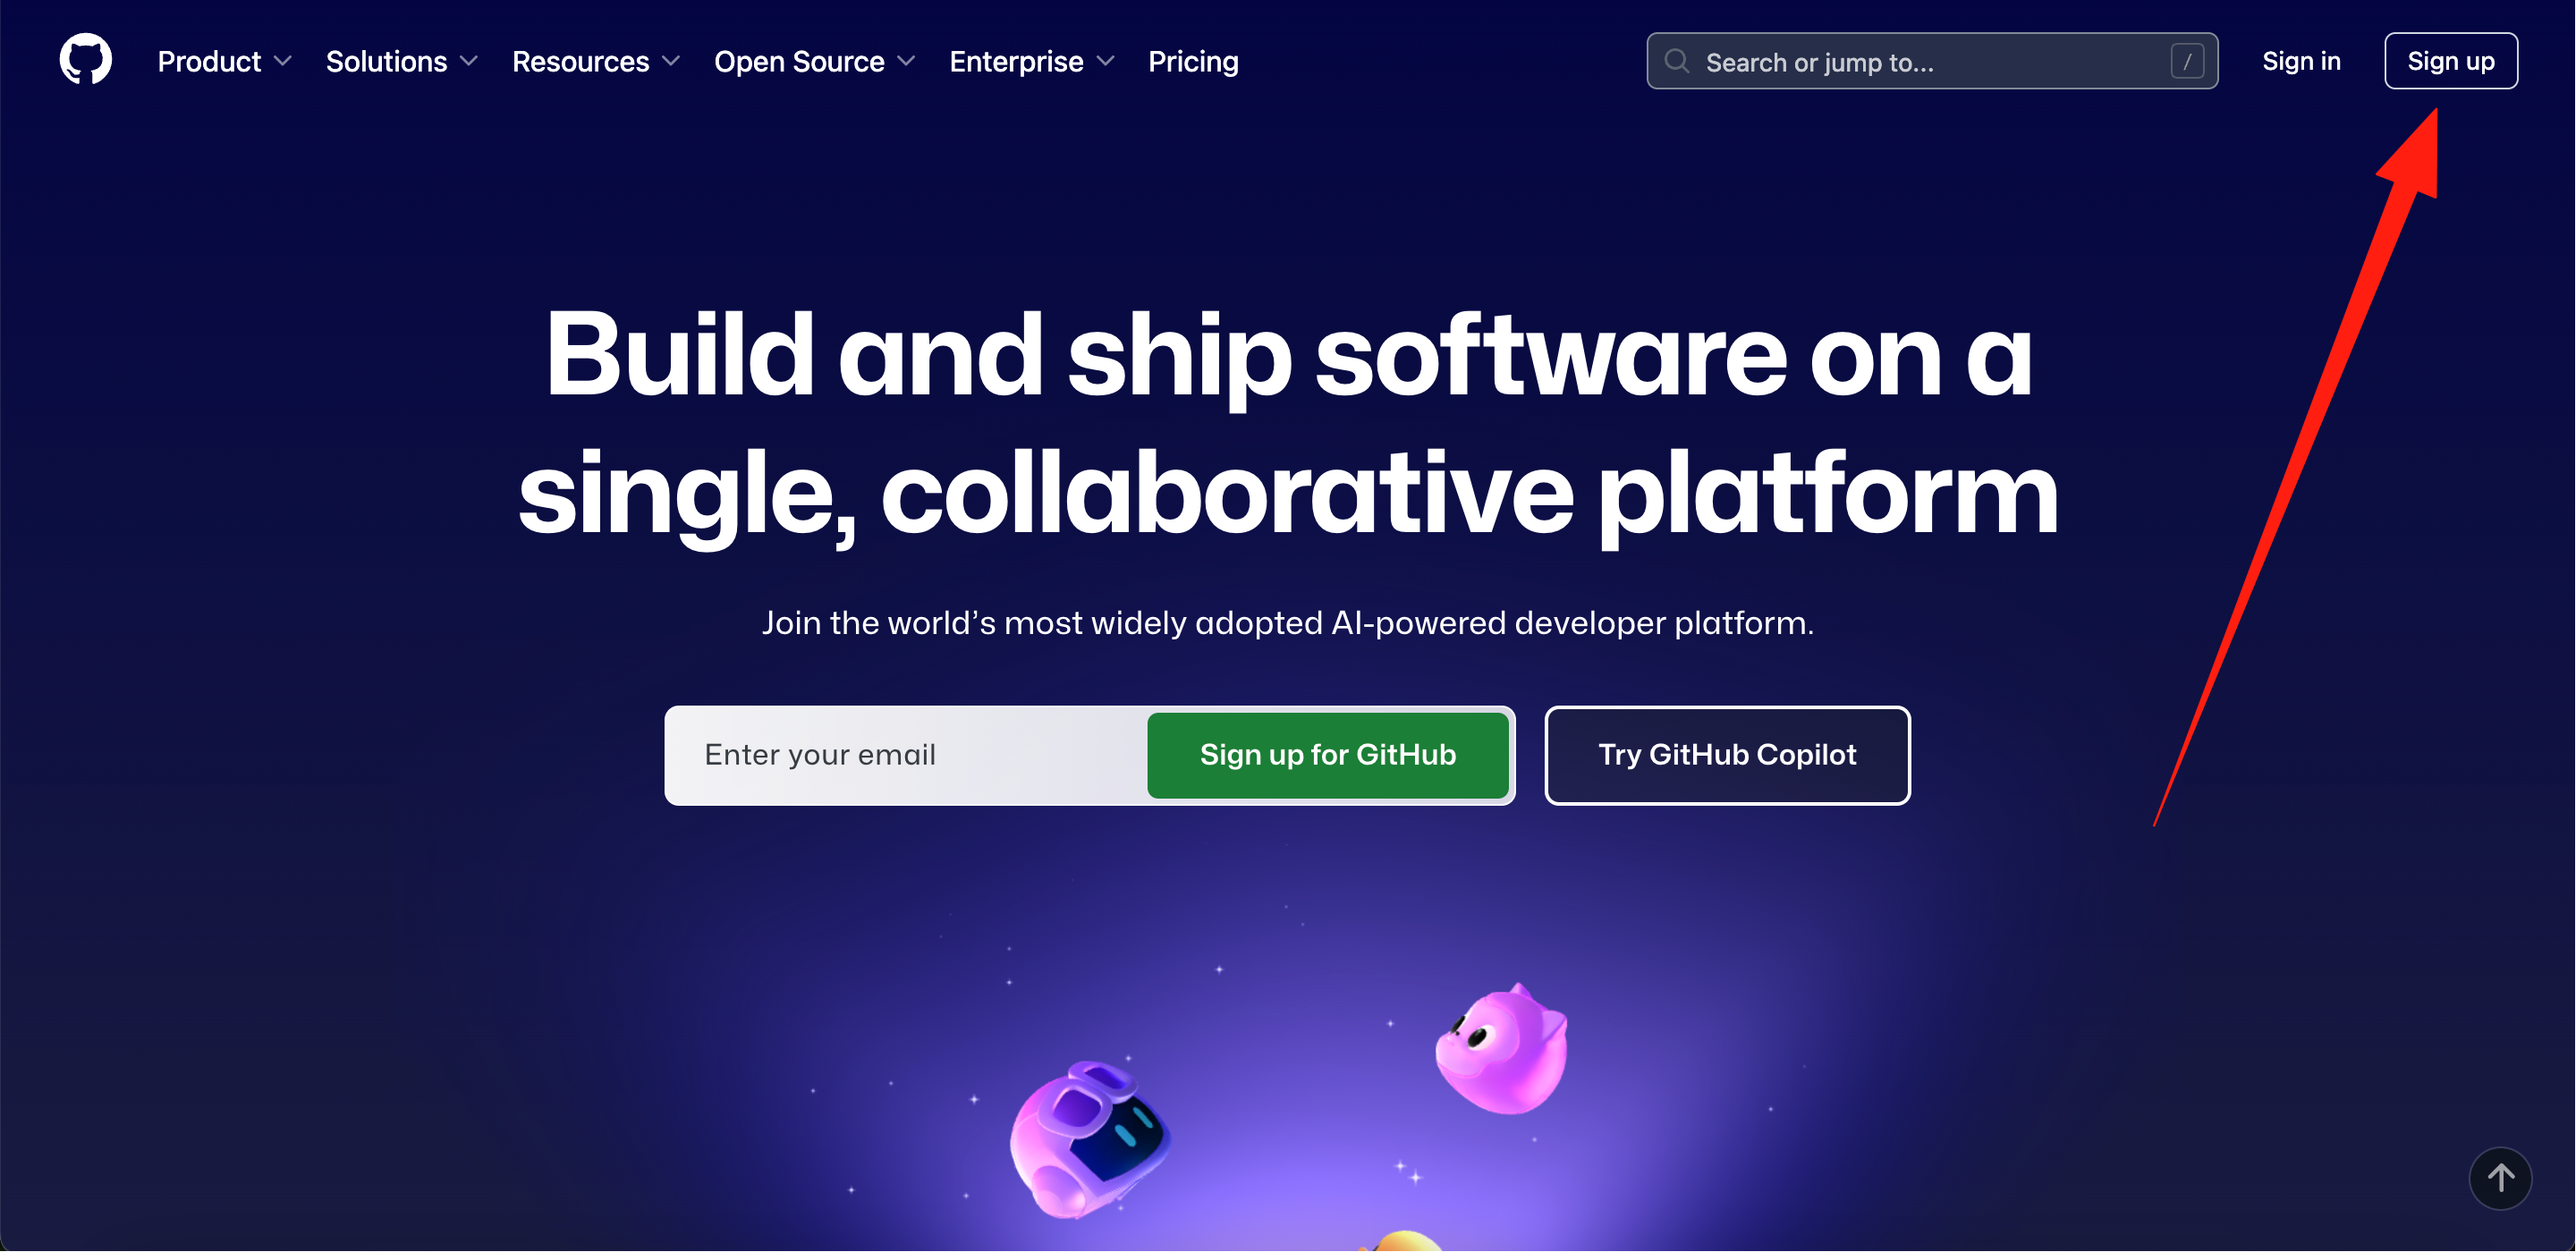 Product Solutions Resources Open Source Enterprise Pricing Search or jump to... / Sign in Sign up
Build and ship software on a
single, collaborative platform
Join the world’s most widely adopted AI-powered developer platform.
Enter your email Sign up for GitHub Try GitHub Copilot